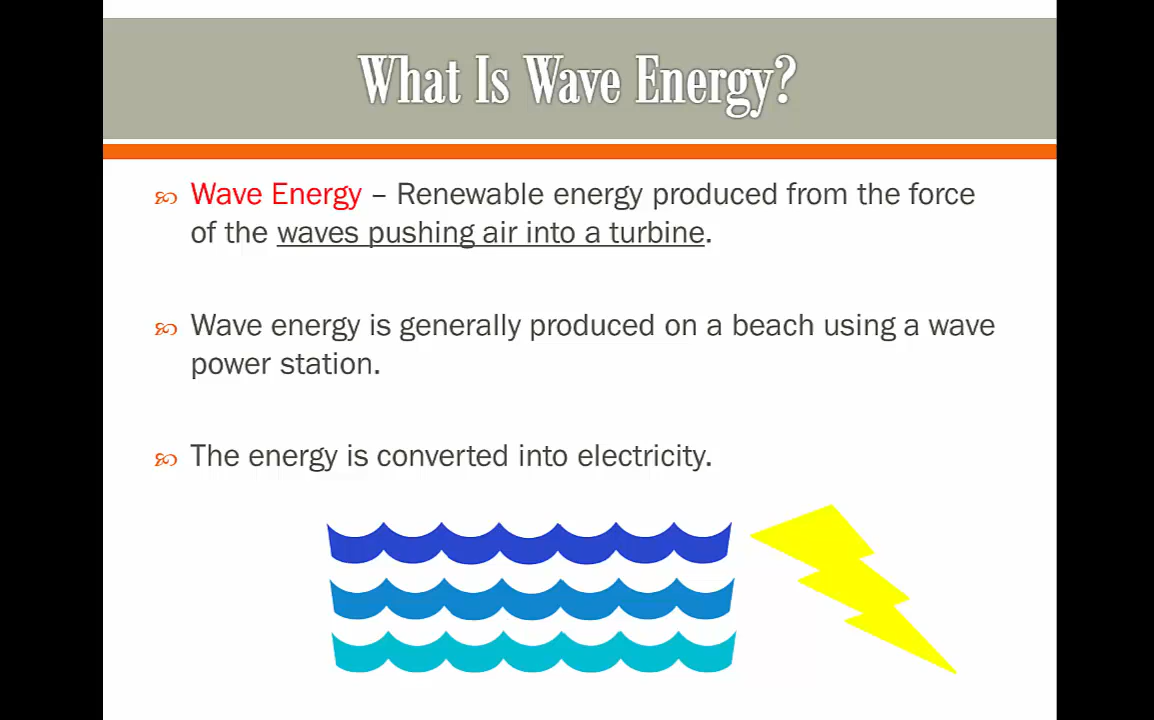 What Is Wave Energy?
Wave Energy – Renewable energy produced from the force
of the waves pushing air into a turbine.
Wave energy is generally produced on a beach using a wave
power station.
The energy is converted into electricity.